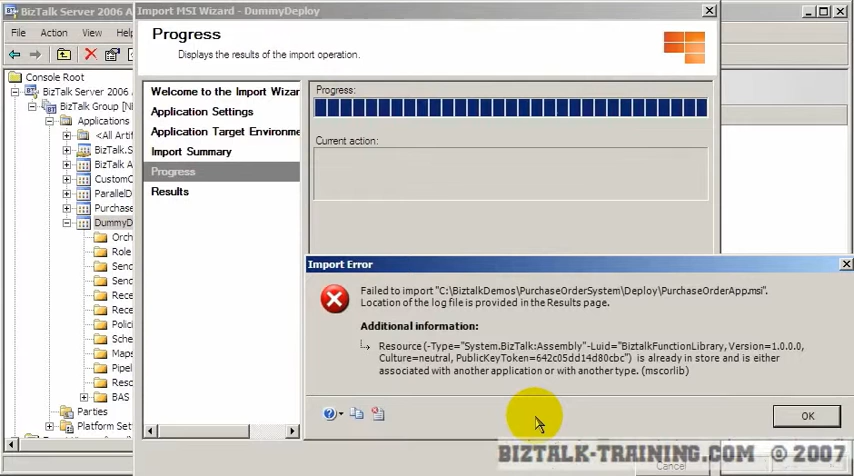 BizTalk Server 2006 A
Import MSI Wizard - DummyDeploy
File Action View Help
Progress
Displays the results of the import operation.
Console Root
BizTalk Server 2006 A
BizTalk Group [N
Applications
<All Artif
BizTalk.S
BizTalk A
CustomC
ParallelD
Purchase
DummyD
Orch
Role
Send
Send
Rece
Rece
Polici
Sche
Maps
Pipel
Reso
BAS
Parties
Platform Sett
Welcome to the Import Wizar
Application Settings
Application Target Environme
Import Summary
Progress
Results
Progress:
Current action:
Import Error
Failed to import "C:\BiztalkDemos\PurchaseOrderSystem\Deploy\PurchaseOrderApp.msi".
Location of the log file is provided in the Results page.
Additional information:
Resource (-Type="System.BizTalk:Assembly"-Luid="BiztalkFunctionLibrary, Version=1.0.0.0,
Culture=neutral, PublicKeyToken=642c05dd14d80cbc") is already in store and is either
associated with another application or with another type. (mscorlib)
OK
BIZTALK-TRAINING.COM © 2007
Cancel